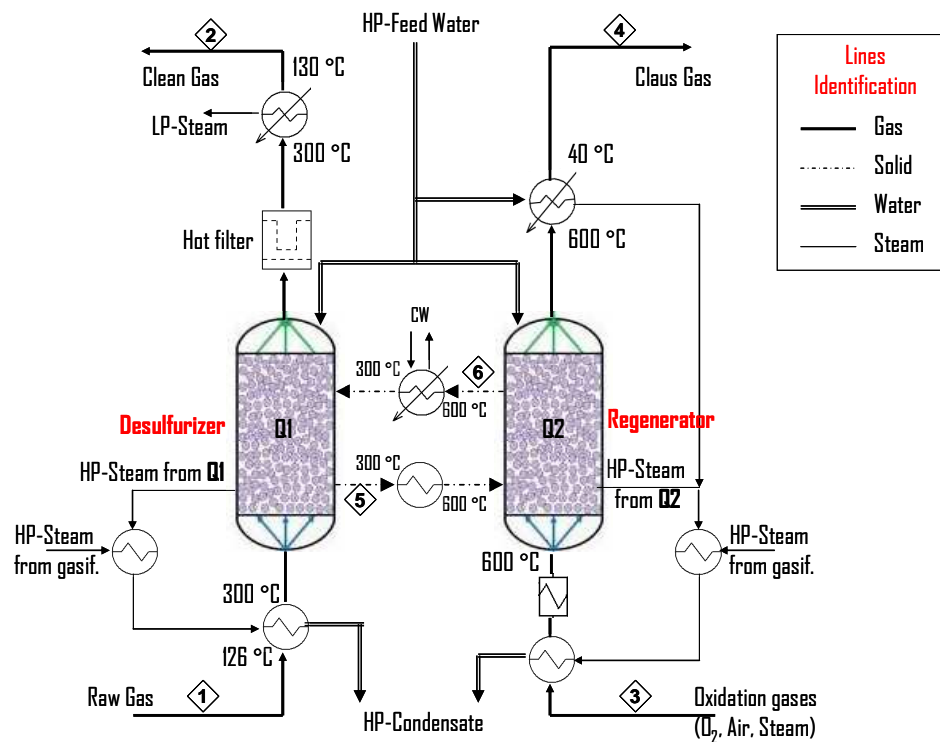 2
HP-Feed Water
4
Clean Gas
130 °C
Claus Gas
LP-Steam
300 °C
40 °C
Hot filter
600 °C
Lines
Identification
Gas
Solid
Water
Steam
CW
300 °C
6
600 °C
Desulfurizer
Q1
Q2
Regenerator
300 °C
5
600 °C
HP-Steam from Q1
HP-Steam
from Q2
HP-Steam
from gasif.
HP-Steam
from gasif.
300 °C
600 °C
126 °C
Raw Gas
1
HP-Condensate
3
Oxidation gases
(O2, Air, Steam)